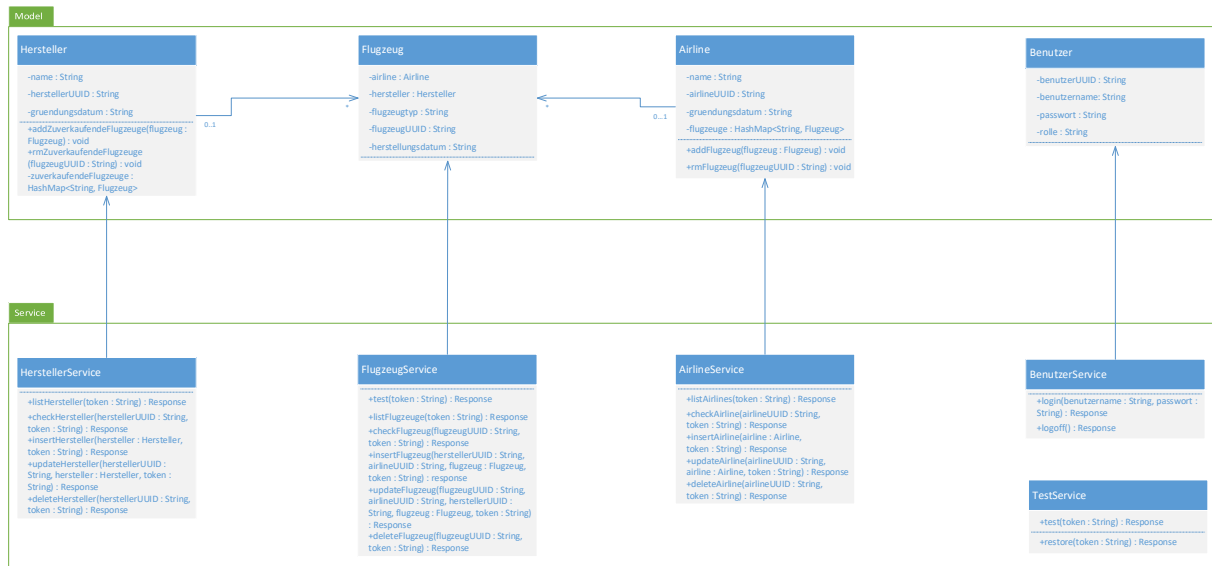 Model
Hersteller
-name : String
-herstellerUUID : String
-gruendungsdatum : String
+addZuverkaufendeFlugzeuge(flugzeug :
Flugzeug) : void
+rmZuverkaufendeFlugzeuge
(flugzeugUUID : String) : void
-zuverkaufendeFlugzeuge :
HashMap<String, Flugzeug>
0..1
*
Flugzeug
-airline : Airline
-hersteller : Hersteller
-flugzeugtyp : String
-flugzeugUUID : String
-herstellungsdatum : String
*
0...1
Airline
-name : String
-airlineUUID : String
-gruendungsdatum : String
-flugzeuge : HashMap<String, Flugzeug>
+addFlugzeug(flugzeug : Flugzeug) : void
+rmFlugzeug(flugzeugUUID : String) : void
Benutzer
-benutzerUUID : String
-benutzername: String
-passwort : String
-rolle : String
Service
HerstellerService
+listHersteller(token : String) : Response
+checkHersteller(herstellerUUID : String,
token : String) : Response
+insertHersteller(hersteller : Hersteller,
token : String) : Response
+updateHersteller(herstellerUUID :
String, hersteller : Hersteller, token :
String) : Response
+deleteHersteller(herstellerUUID : String,
token : String) : Response
FlugzeugService
+test(token : String) : Response
+listFlugzeuge(token : String) : Response
+checkFlugzeug(flugzeugUUID : String,
token : String) : Response
+insertFlugzeug(herstellerUUID : String,
airlineUUID : String, flugzeug : Flugzeug,
token : String) : response
+updateFlugzeug(flugzeugUUID : String,
airlineUUID : String, herstellerUUID :
String, flugzeug : Flugzeug, token : String)
: Response
+deleteFlugzeug(flugzeugUUID : String,
token : String) : Response
AirlineService
+listAirlines(token : String) : Response
+checkAirline(airlineUUID : String,
token : String) : Response
+insertAirline(airline : Airline,
token : String) : Response
+updateAirline(airlineUUID : String,
airline : Airline, token : String) : Response
+deleteAirline(airlineUUID : String,
token : String) : Response
BenutzerService
+login(benutzername : String, passwort :
String) : Response
+logoff() : Response
TestService
+test(token : String) : Response
+restore(token : String) : Response